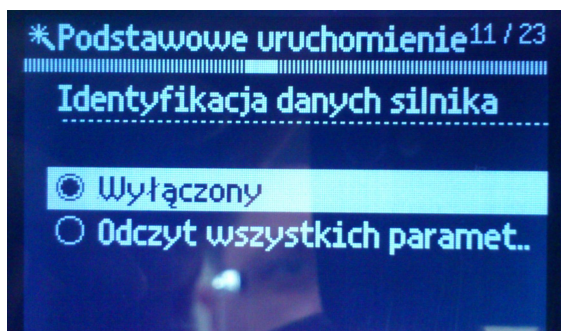 Podstawowe uruchomienie 11 / 23
Identyfikacja danych silnika
Wyłączony
Odczyt wszystkich paramet..